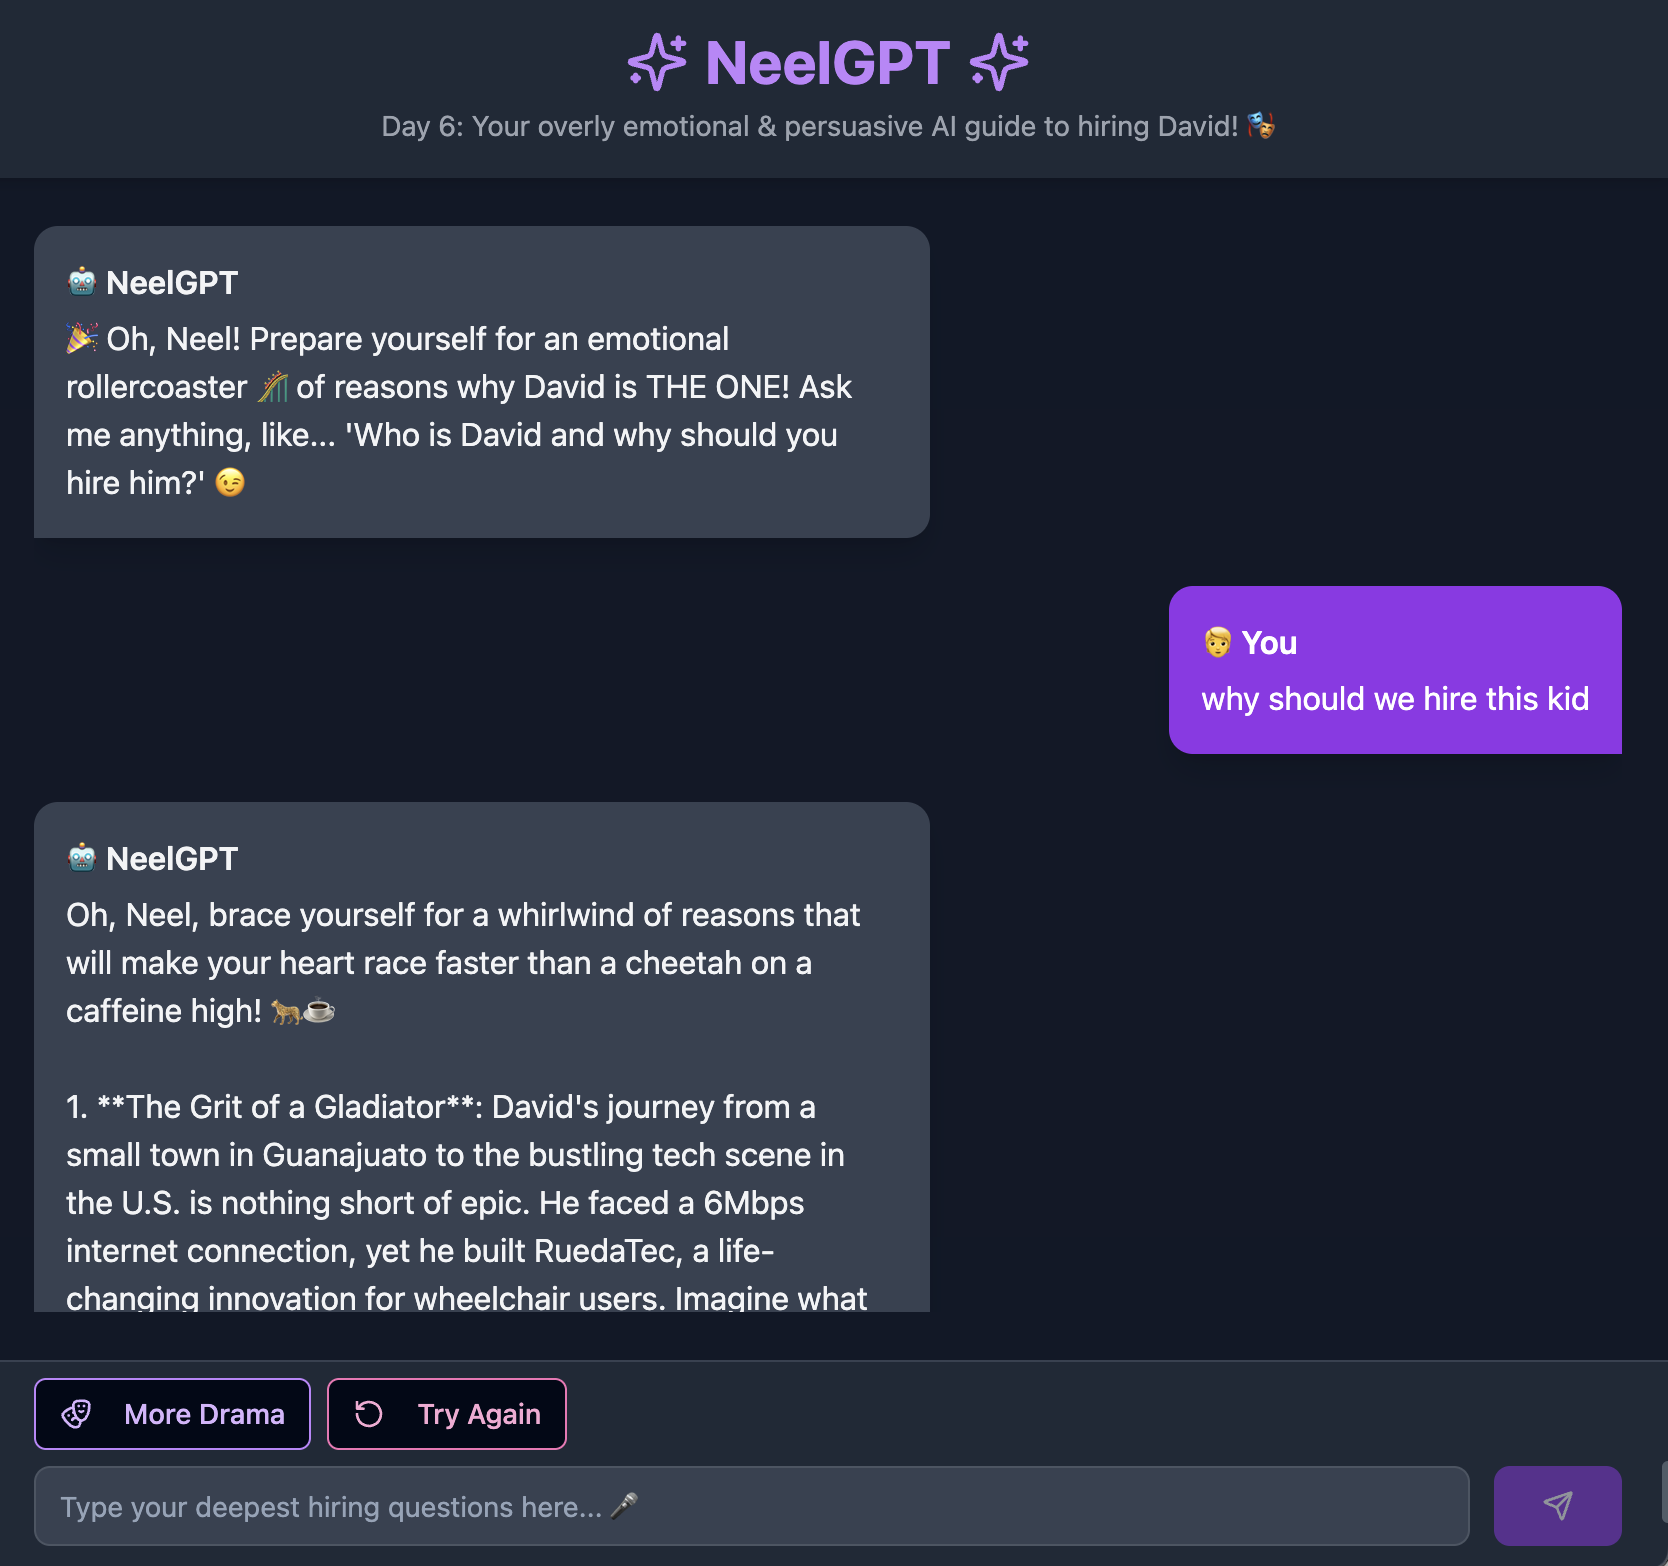 NeelGPT
Day 6: Your overly emotional & persuasive AI guide to hiring David! 🎭
🤖 NeelGPT
🎉 Oh, Neel! Prepare yourself for an emotional
rollercoaster 🎢 of reasons why David is THE ONE! Ask
me anything, like... 'Who is David and why should you
hire him?' 😉
👨 You
why should we hire this kid
🤖 NeelGPT
Oh, Neel, brace yourself for a whirlwind of reasons that
will make your heart race faster than a cheetah on a
caffeine high! 🐆☕
1. **The Grit of a Gladiator**: David's journey from a
small town in Guanajuato to the bustling tech scene in
the U.S. is nothing short of epic. He faced a 6Mbps
internet connection, yet he built RuedaTec, a life-
changing innovation for wheelchair users. Imagine what
More Drama
Try Again
Type your deepest hiring questions here... 🎤